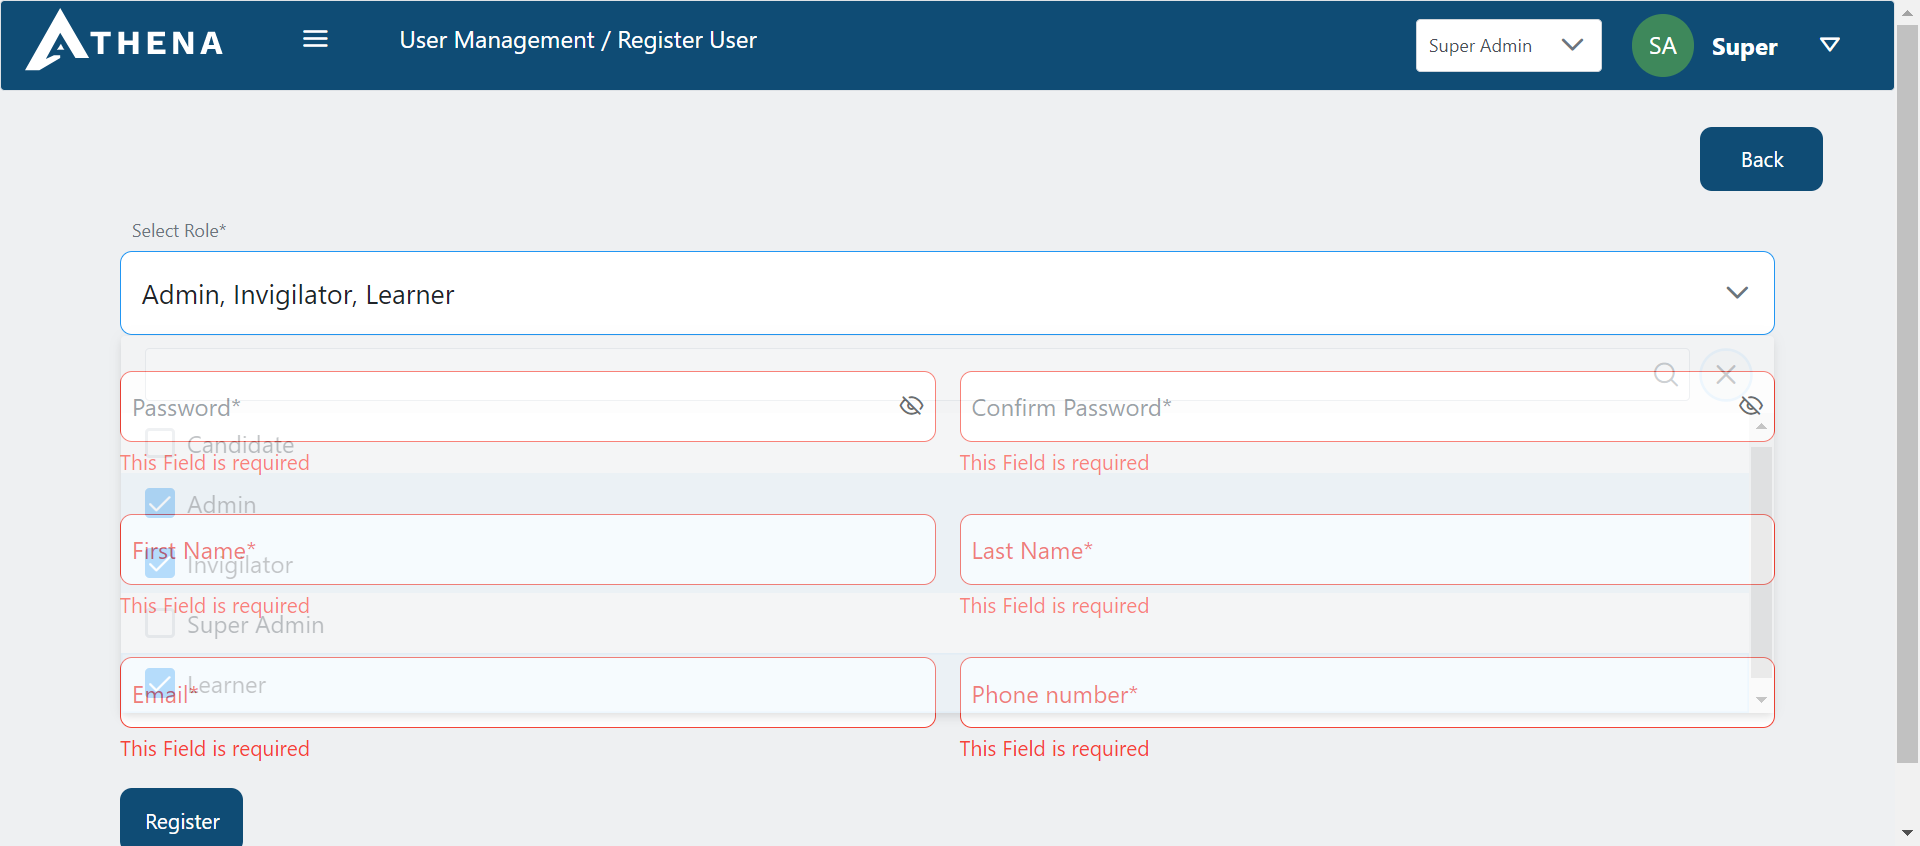 ATHENA
User Management / Register User
Super Admin
SA
Super
Back
Select Role*
Admin, Invigilator, Learner
Password*
Confirm Password*
Candidate
This Field is required
This Field is required
Admin
First Name*
Last Name*
Invigilator
This Field is required
This Field is required
Super Admin
Learner
Email*
Phone number*
This Field is required
This Field is required
Register